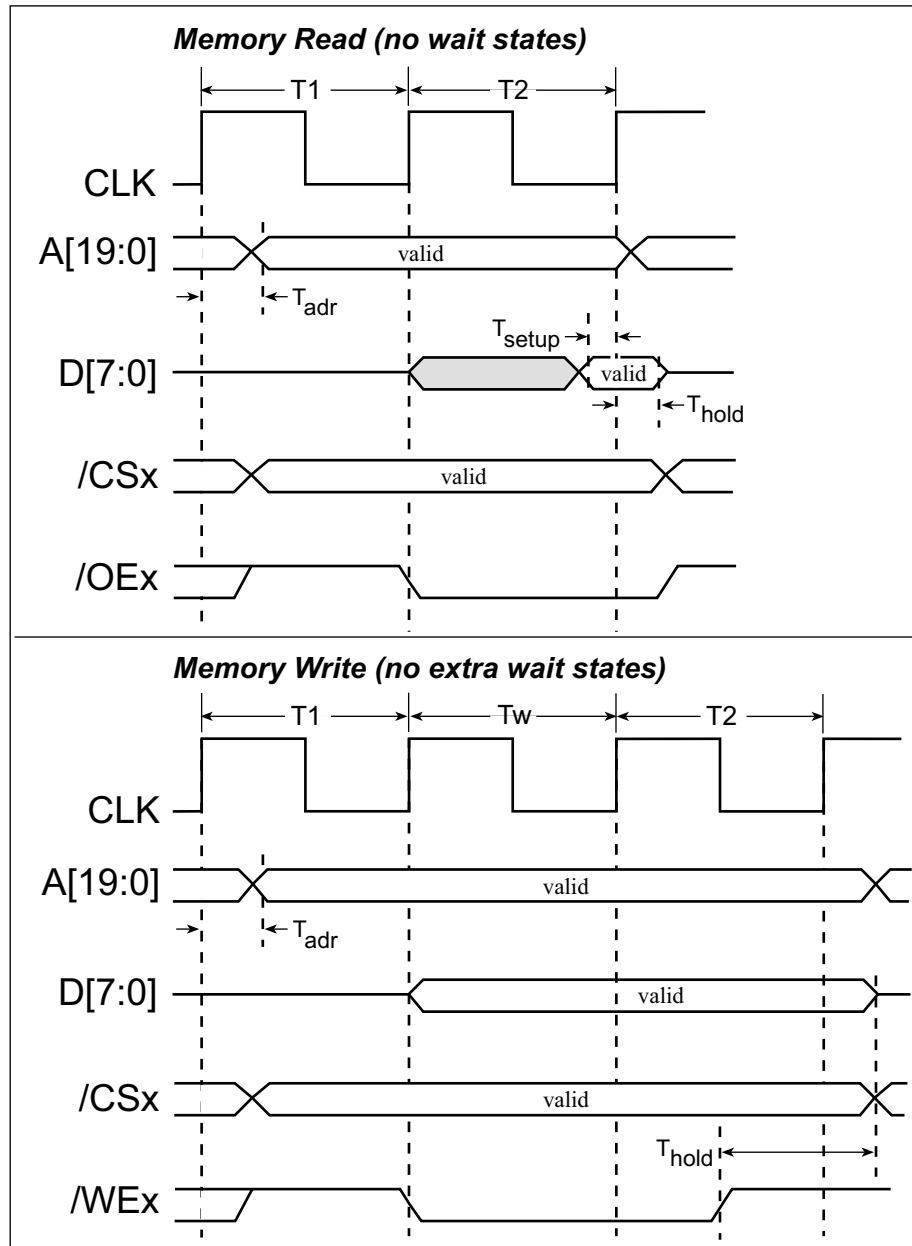 Memory Read (no wait states)
T1
T2
CLK
A[19:0]
valid
Tadr
Tsetup
D[7:0]
valid
Thold
/CSx
valid
/OEx
Memory Write (no extra wait states)
T1
Tw
T2
CLK
A[19:0]
valid
Tadr
D[7:0]
valid
/CSx
valid
Thold
/WEx